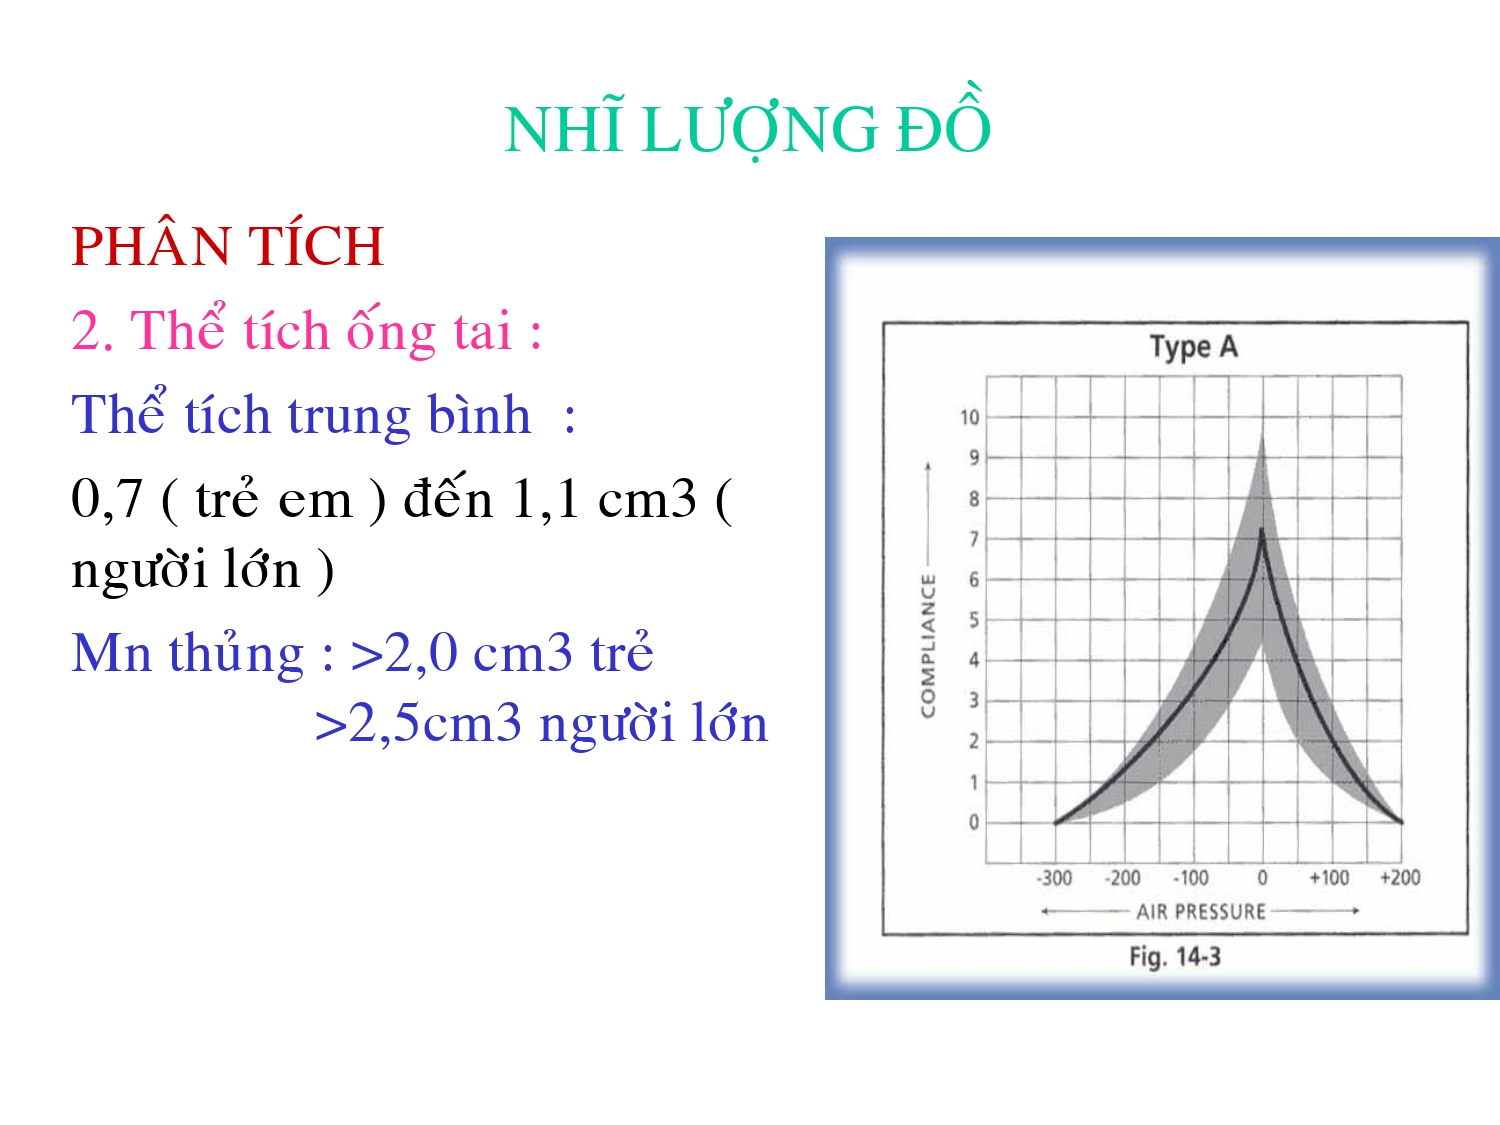 NHĨ LƯỢNG ĐỒ
PHÂN TÍCH
2. Thể tích ống tai :
Thể tích trung bình :
0,7 ( trẻ em ) đến 1,1 cm3 (
người lớn )
Mn thủng : >2,0 cm3 trẻ
>2,5cm3 người lớn
Type A
10
9
8
7
6
5
4
3
2
1
0
COMPLIANCE
-300 -200 -100 0 +100 +200
AIR PRESSURE
Fig. 14-3